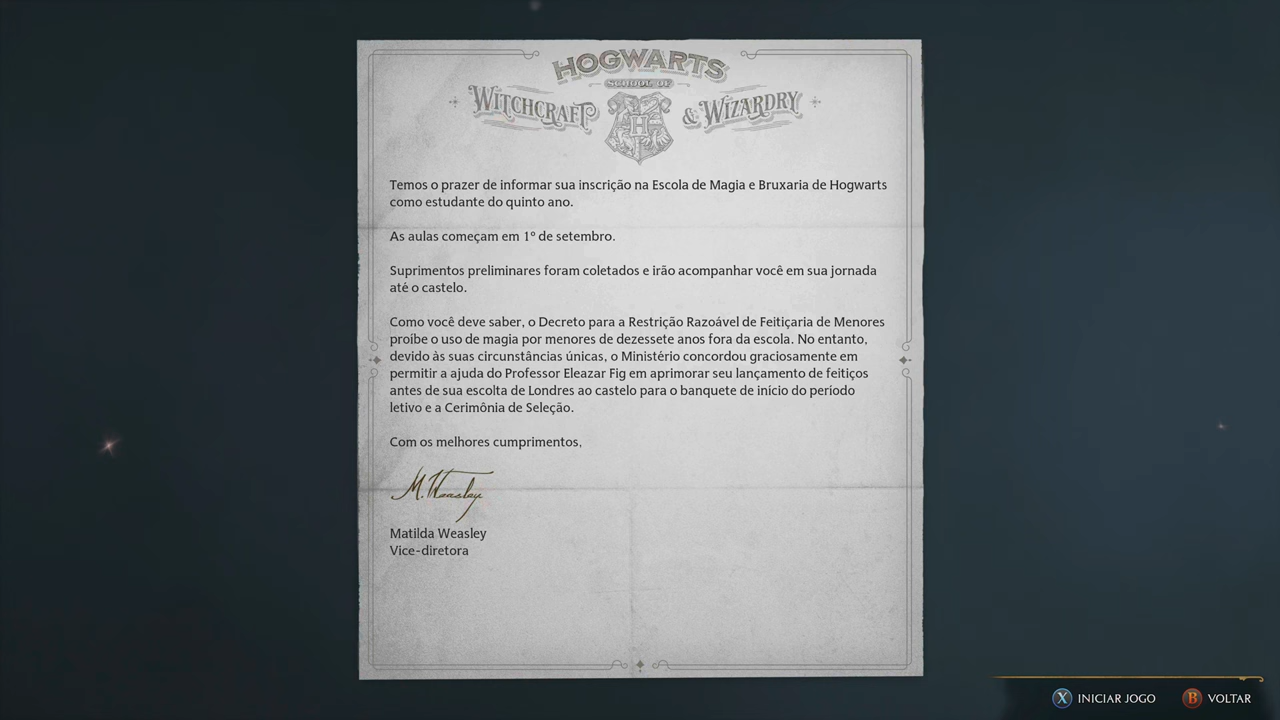 HOGWARTS
SCHOOL OF
WITCHCRAFT & WIZARDRY
H
Temos o prazer de informar sua inscrição na Escola de Magia e Bruxaria de Hogwarts
como estudante do quinto ano.
As aulas começam em 1º de setembro.
Suprimentos preliminares foram coletados e irão acompanhar você em sua jornada
até o castelo.
Como você deve saber, o Decreto para a Restrição Razoável de Feitiçaria de Menores
proíbe o uso de magia por menores de dezessete anos fora da escola. No entanto,
devido às suas circunstâncias únicas, o Ministério concordou graciosamente em
permitir a ajuda do Professor Eleazar Fig em aprimorar seu lançamento de feitiços
antes de sua escolta de Londres ao castelo para o banquete de início do período
letivo e a Cerimônia de Seleção.
Com os melhores cumprimentos,
M. Weasley
Matilda Weasley
Vice-diretora
X INICIAR JOGO B VOLTAR